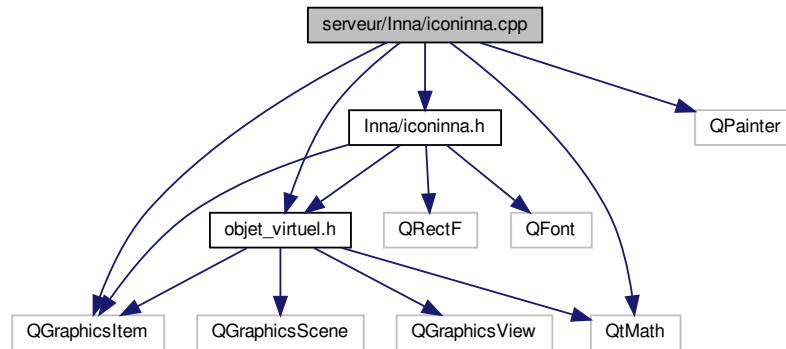 serveur/Inna/iconinna.cpp
Inna/iconinna.h
QPainter
objet_virtuel.h
QRectF
QFont
QGraphicsItem
QGraphicsScene
QGraphicsView
QtMath